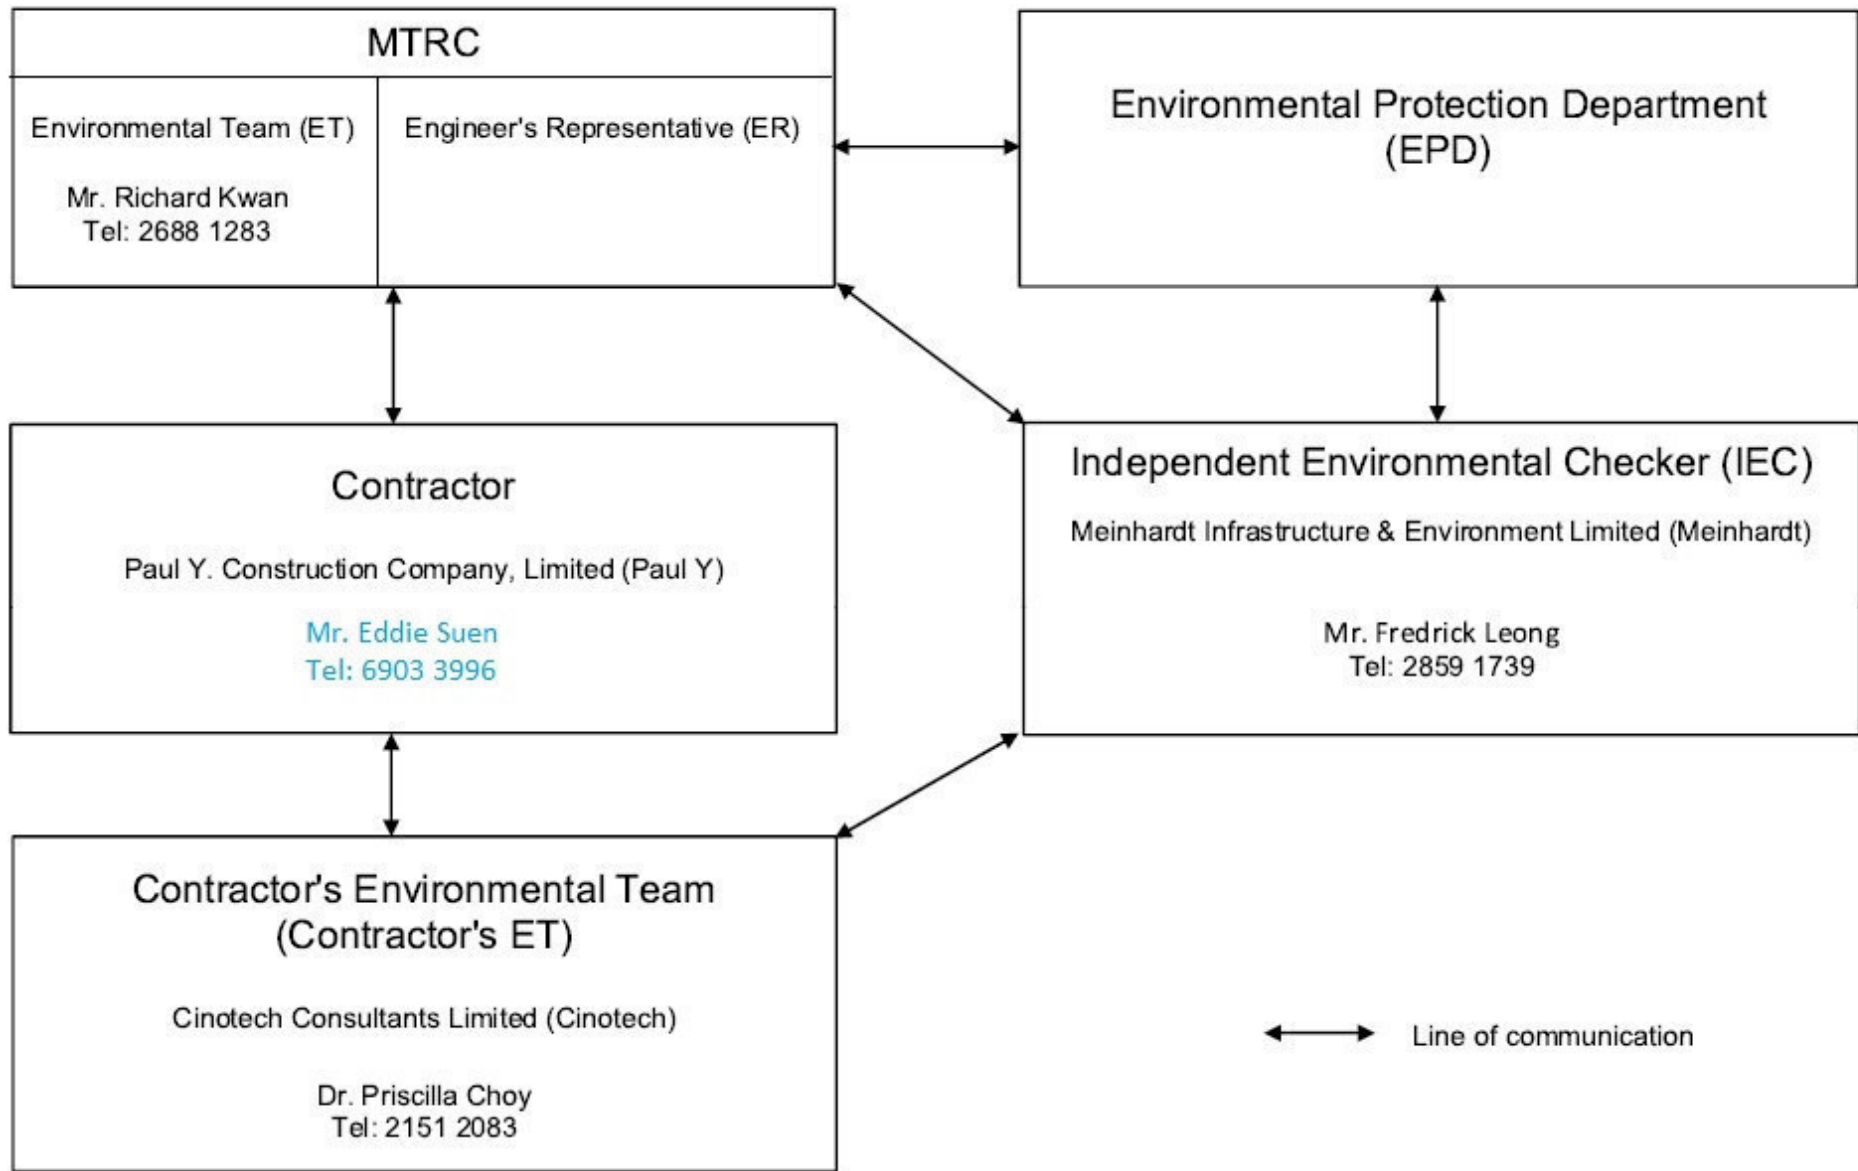 MTRC
Environmental Team (ET)
Mr. Richard Kwan
Tel: 2688 1283
Engineer's Representative (ER)
Environmental Protection Department
(EPD)
Contractor
Paul Y. Construction Company, Limited (Paul Y)
Mr. Eddie Suen
Tel: 6903 3996
Independent Environmental Checker (IEC)
Meinhardt Infrastructure & Environment Limited (Meinhardt)
Mr. Fredrick Leong
Tel: 2859 1739
Contractor's Environmental Team
(Contractor's ET)
Cinotech Consultants Limited (Cinotech)
Dr. Priscilla Choy
Tel: 2151 2083
Line of communication